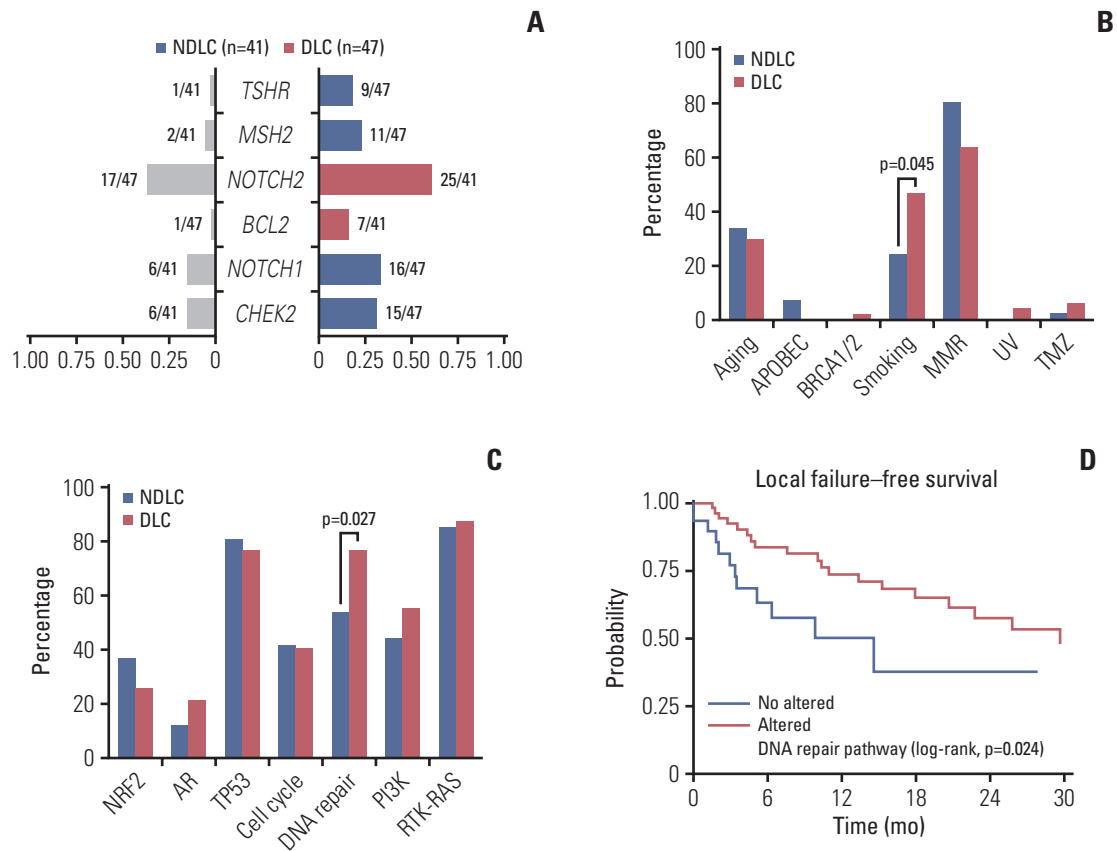 A
NDLC (n=41) DLC (n=47)
1/41 TSHR 9/47
2/41 MSH2 11/47
17/47 NOTCH2 25/41
1/47 BCL2 7/41
6/41 NOTCH1 16/47
6/41 CHEK2 15/47
1.00 0.75 0.50 0.25 0 0 0.25 0.50 0.75 1.00
B
100
80
60
40
20
0
Percentage
NDLC
DLC
p=0.045
Aging APOBEC BRCA1/2 Smoking MMR UV TMZ
C
100
80
60
40
20
0
Percentage
NDLC
DLC
p=0.027
NRF2 AR TP53 Cell cycle DNA repair PI3K RTK-RAS
D
Local failure–free survival
1.00
0.75
0.50
0.25
0
Probability
No altered
Altered
DNA repair pathway (log-rank, p=0.024)
0 6 12 18 24 30
Time (mo)